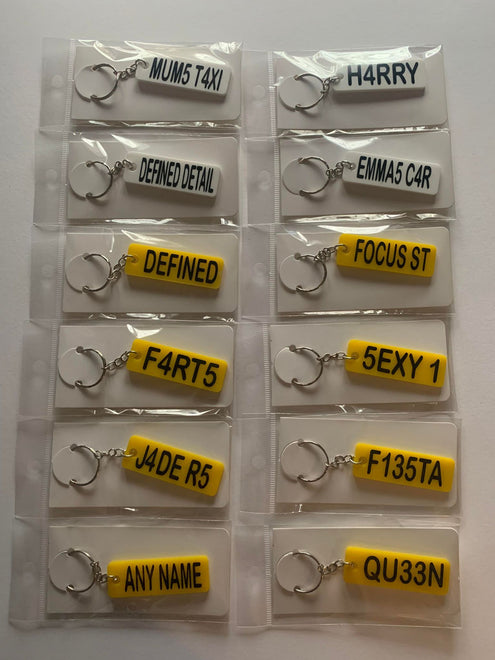 MUM5 T4XI
H4RRY
DEFINED DETAIL
EMMA5 C4R
DEFINED
FOCUS ST
F4RT5
5EXY 1
J4DE R5
F135TA
ANY NAME
QU33N